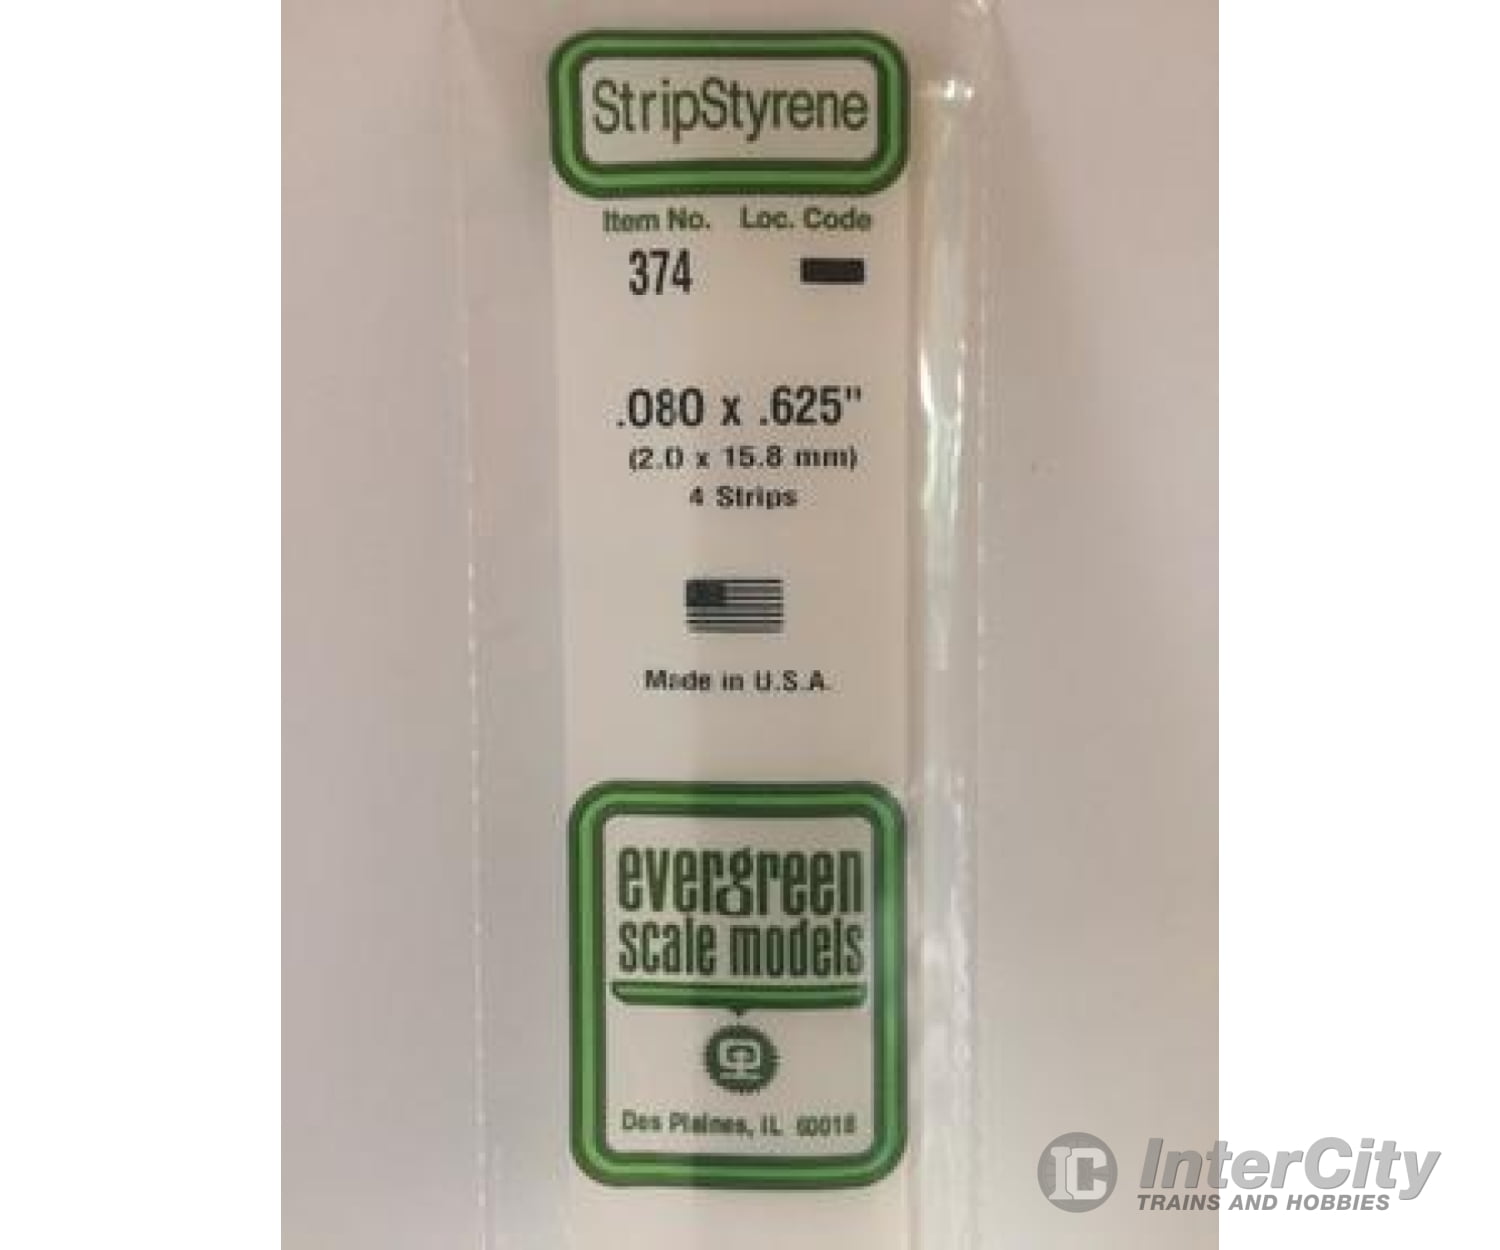 StripStyrene
Item No. Loc. Code
374
.080 x .625"
(2.0 x 15.8 mm)
4 Strips
Made in U.S.A.
evergreen
scale models
Des Plaines, IL 60018
IC InterCity
TRAINS AND HOBBIES